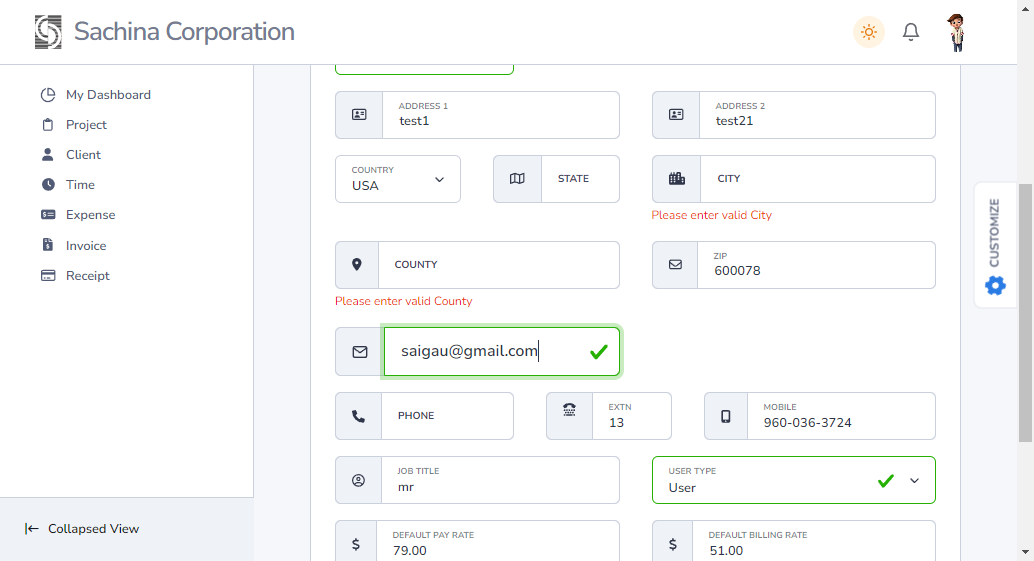 Sachina Corporation
My Dashboard
Project
Client
Time
Expense
Invoice
Receipt
Collapsed View
ADDRESS 1
test1
ADDRESS 2
test21
COUNTRY
USA
STATE
CITY
Please enter valid City
COUNTY
Please enter valid County
ZIP
600078
saigau@gmail.com
PHONE
EXTN
13
MOBILE
960-036-3724
JOB TITLE
mr
USER TYPE
User
DEFAULT PAY RATE
$ 79.00
DEFAULT BILLING RATE
$ 51.00
CUSTOMIZE